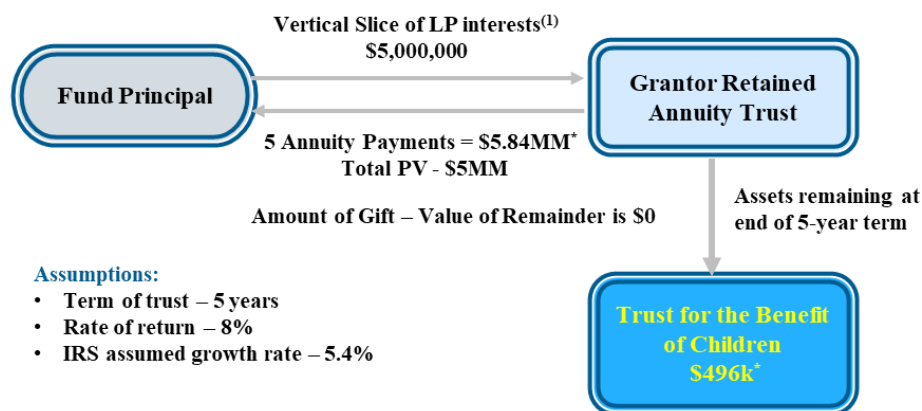 Vertical Slice of LP interests(1)
$5,000,000
Fund Principal
Grantor Retained
Annuity Trust
5 Annuity Payments = $5.84MM*
Total PV - $5MM
Amount of Gift – Value of Remainder is $0
Assets remaining at
end of 5-year term
Assumptions:
• Term of trust – 5 years
• Rate of return – 8%
• IRS assumed growth rate – 5.4%
Trust for the Benefit
of Children
$496k*